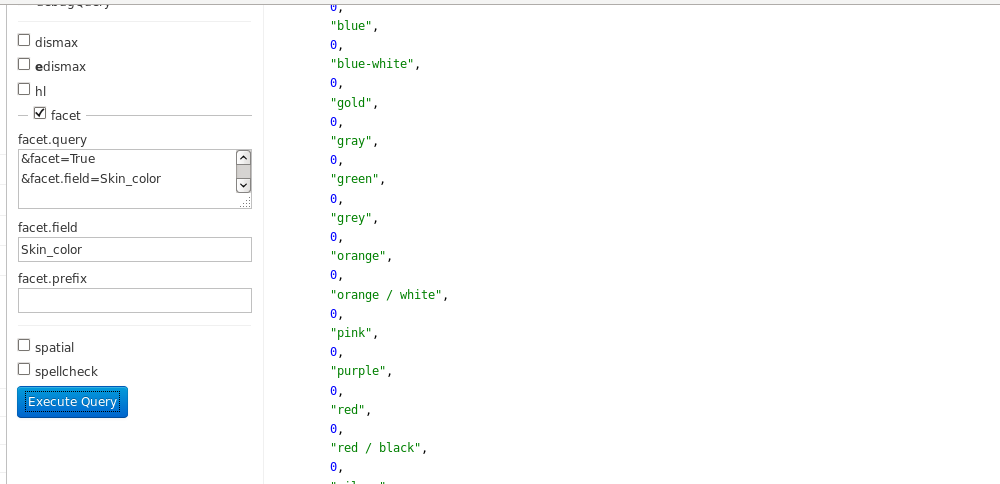 debugQuery
dismax
edismax
hl
facet
facet.query
&facet=True
&facet.field=Skin_color
facet.field
Skin_color
facet.prefix
spatial
spellcheck
Execute Query
0,
"blue",
0,
"blue-white",
0,
"gold",
0,
"gray",
0,
"green",
0,
"grey",
0,
"orange",
0,
"orange / white",
0,
"pink",
0,
"purple",
0,
"red",
0,
"red / black",
0,